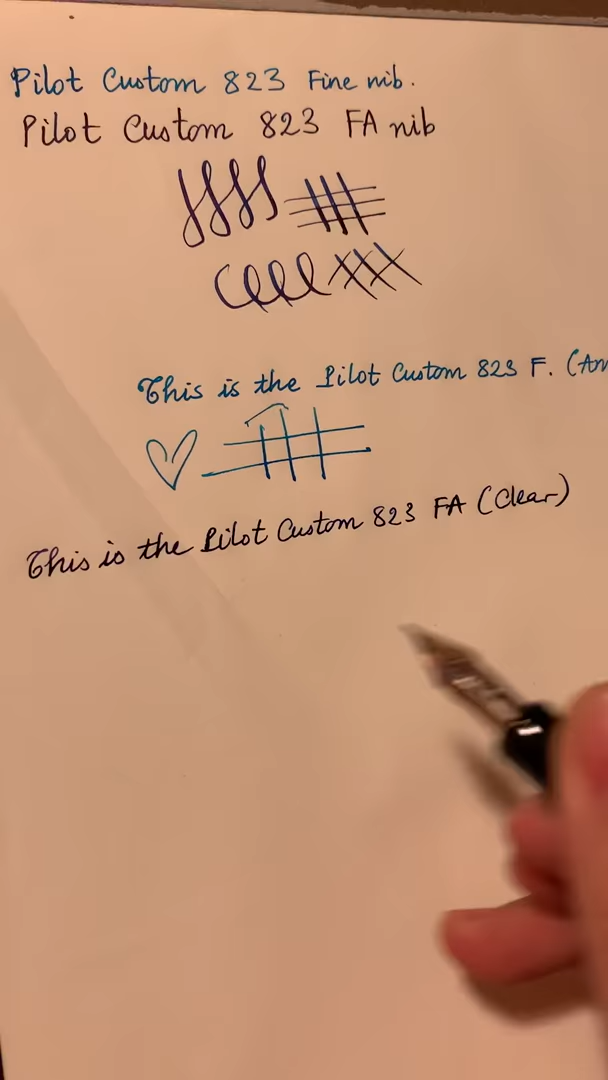 Pilot Custom 823 Fine nib.
Pilot Custom 823 FA nib
This is the Pilot Custom 823 F. (Am
This is the Pilot Custom 823 FA (Clear)